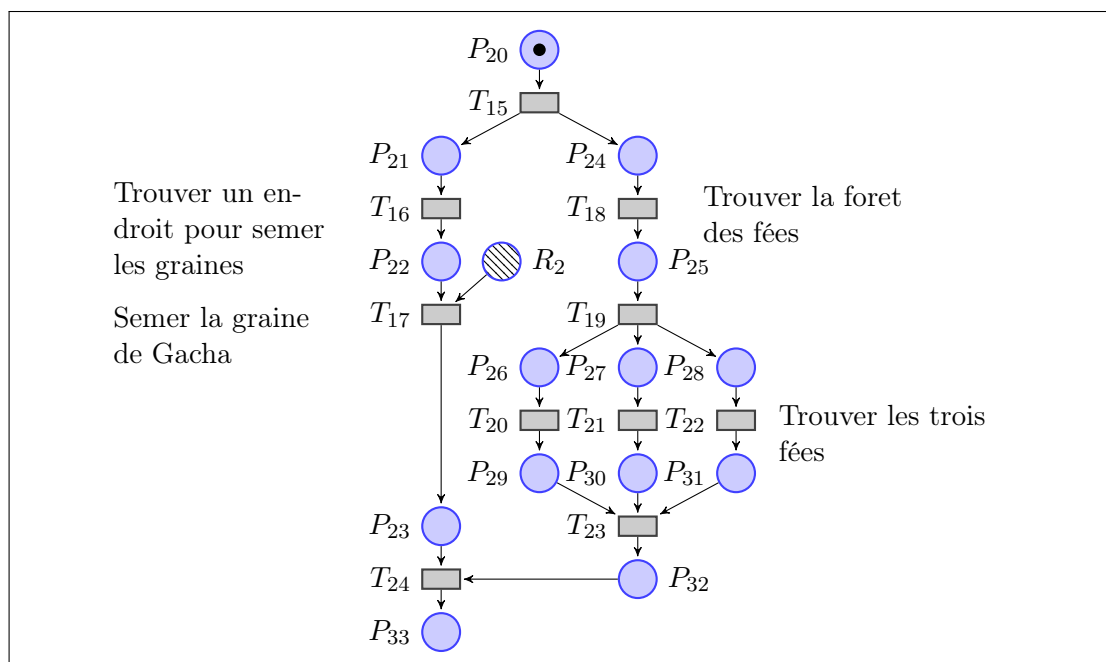 P20
T15
P21 P24
Trouver un en-
droit pour semer
les graines
T16 T18
Trouver la foret
des fées
P22 R2 P25
Semer la graine
de Gacha
T17 T19
P26 P27 P28
T20 T21 T22
Trouver les trois
fées
P29 P30 P31
P23 T23
T24 P32
P33